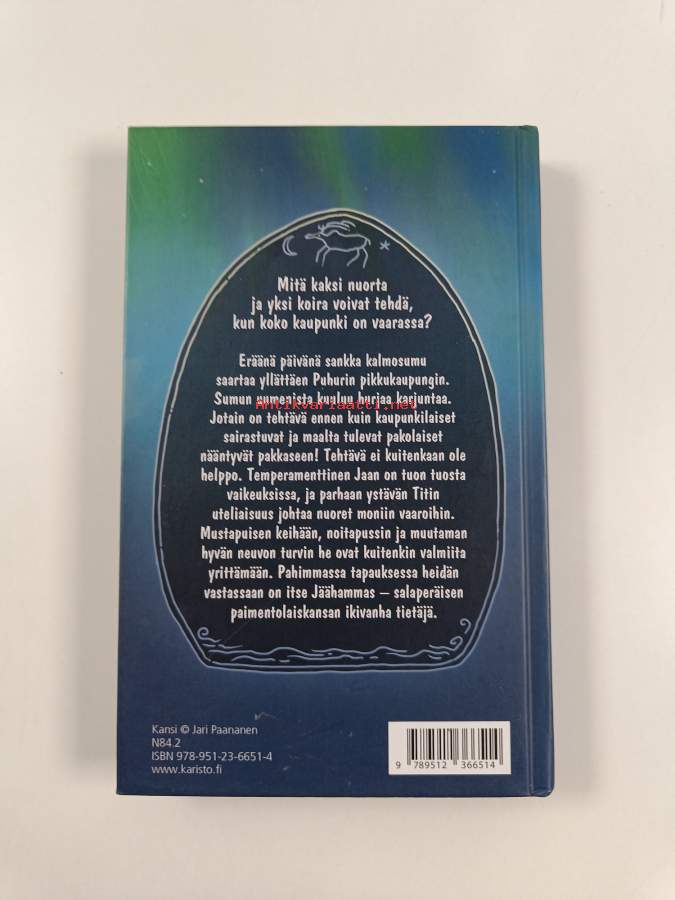 Mitä kaksi nuorta
ja yksi koira voivat tehdä,
kun koko kaupunki on vaarassa?
Eräänä päivänä sankka kalmosumu
saartaa yllättäen Puhurin pikkukaupungin.
Sumun uumenista kuuluu hurjaa karjuntaa.
Antikvariaatti.net
Jotain on tehtävä ennen kuin kaupunkilaiset
sairastuvat ja maalta tulevat pakolaiset
nääntyvät pakkaseen! Tehtävä ei kuitenkaan ole
helppo. Temperamenttinen Jaan on tuon tuosta
vaikeuksissa, ja parhaan ystävän Titin
uteliaisuus johtaa nuoret moniin vaaroihin.
Mustapuisen keihään, noitapussin ja muutaman
hyvän neuvon turvin he ovat kuitenkin valmiita
yrittämään. Pahimmassa tapauksessa heidän
vastassaan on itse Jäähammas – salaperäisen
paimentolaiskansan ikivanha tietäjä.
Kansi © Jari Paananen
N84.2
ISBN 978-951-23-6651-4
www.karisto.fi
9 789512 366514